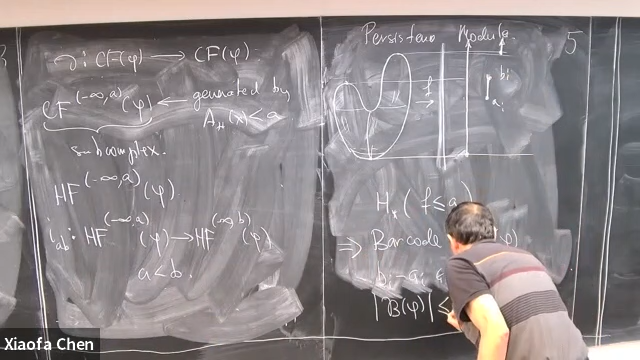 ∂: CF(φ) → CF(φ)
CF^(-∞,a)(φ) ← generated by
A_H(x) < a
subcomplex.
HF^(-∞,a)(φ)
i_ab: HF^(-∞,a)(φ) → HF^(-∞,b)(φ)
a < b.
Persistence Module
5
f
b_i
a_i
H_*(f ≤ a)
⇒ Barcode
b_i - a_i
|B(φ)| ≤
Xiaofa Chen